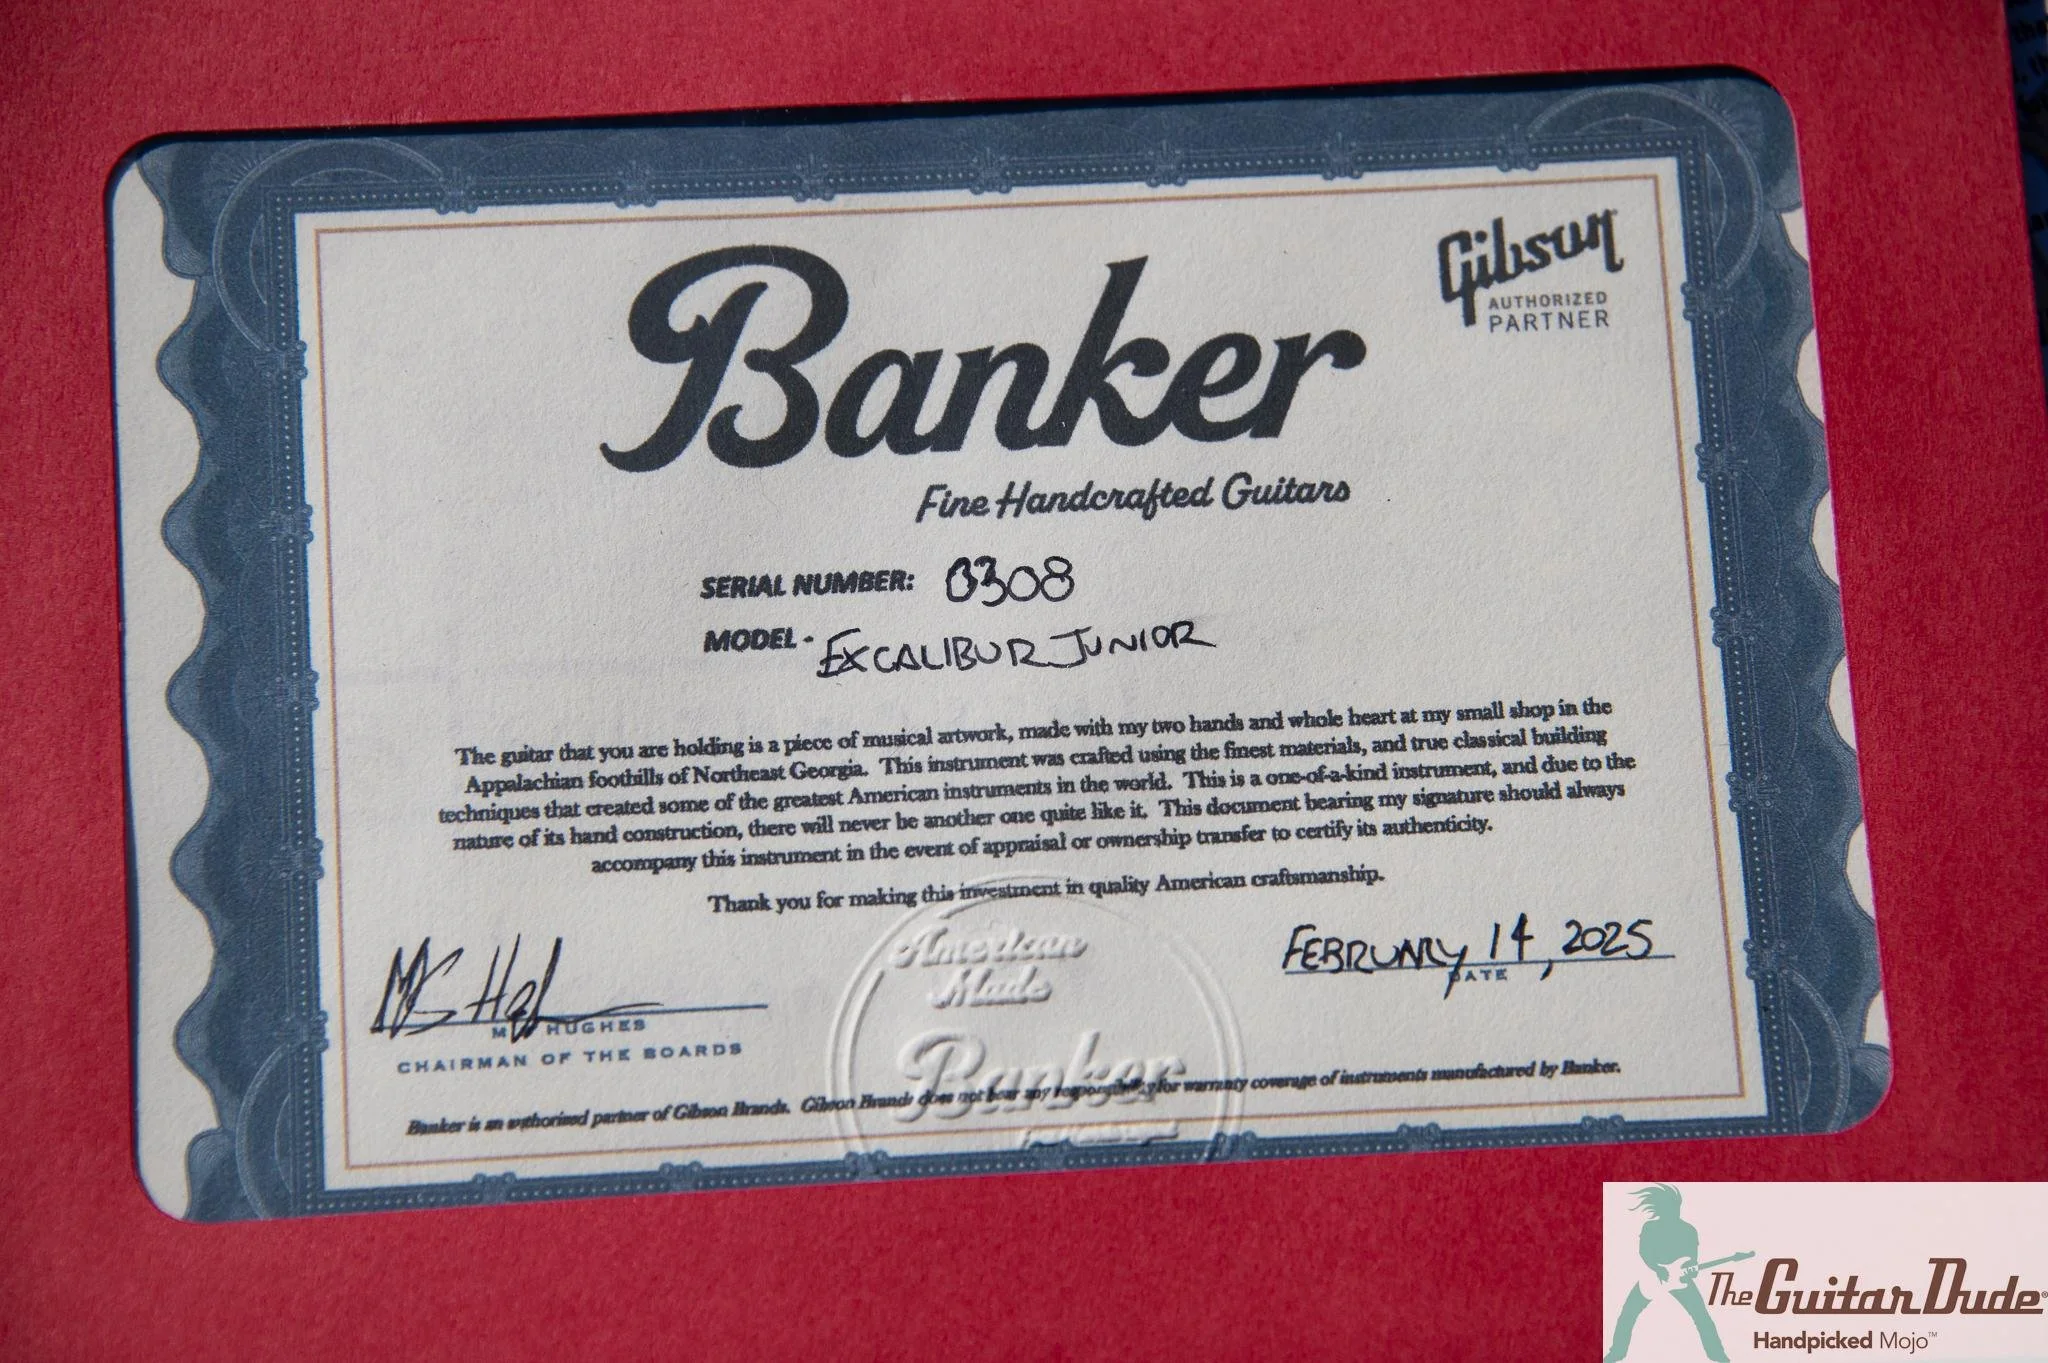 Banker
Gibson
AUTHORIZED
PARTNER
Fine Handcrafted Guitars
SERIAL NUMBER: 0308
MODEL - EXCALIBUR JUNIOR
The guitar that you are holding is a piece of musical artwork, made with my two hands and whole heart at my small shop in the
Appalachian foothills of Northeast Georgia. This instrument was crafted using the finest materials, and true classical building
techniques that created some of the greatest American instruments in the world. This is a one-of-a-kind instrument, and due to the
nature of its hand construction, there will never be another one quite like it. This document bearing my signature should always
accompany this instrument in the event of appraisal or ownership transfer to certify its authenticity.
Thank you for making this investment in quality American craftsmanship.
FEBRUARY 14, 2025
DATE
HUGHES
CHAIRMAN OF THE BOARDS
American
Made
Banker
Banker is an authorized partner of Gibson Brands. Gibson Brands does not bear any responsibility for warranty coverage of instruments manufactured by Banker.
The Guitar Dude®
Handpicked Mojo™